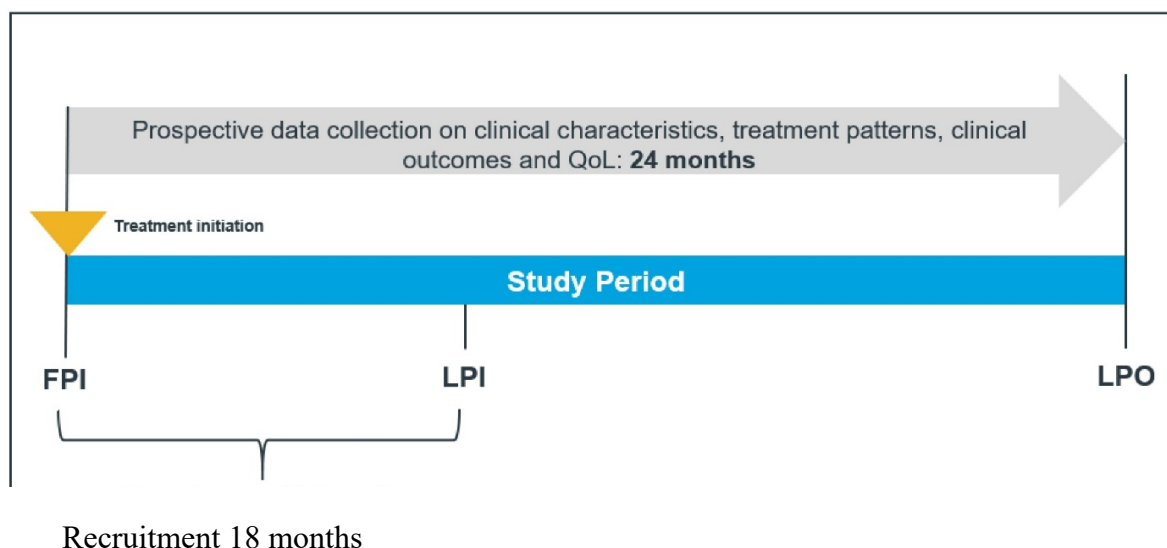 Prospective data collection on clinical characteristics, treatment patterns, clinical
outcomes and QoL: 24 months
Treatment initiation
Study Period
FPI
LPI
LPO
Recruitment 18 months